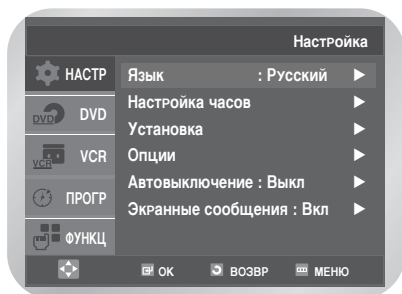 Настройка
НАСТР
Язык : Русский ►
DVD DVD
Настройка часов ►
Установка ►
VCR VCR
Опции ►
Автовыключение : Выкл ►
ПРОГР
Экранные сообщения : Вкл ►
ФУНКЦ
ОК ВОЗВР МЕНЮ